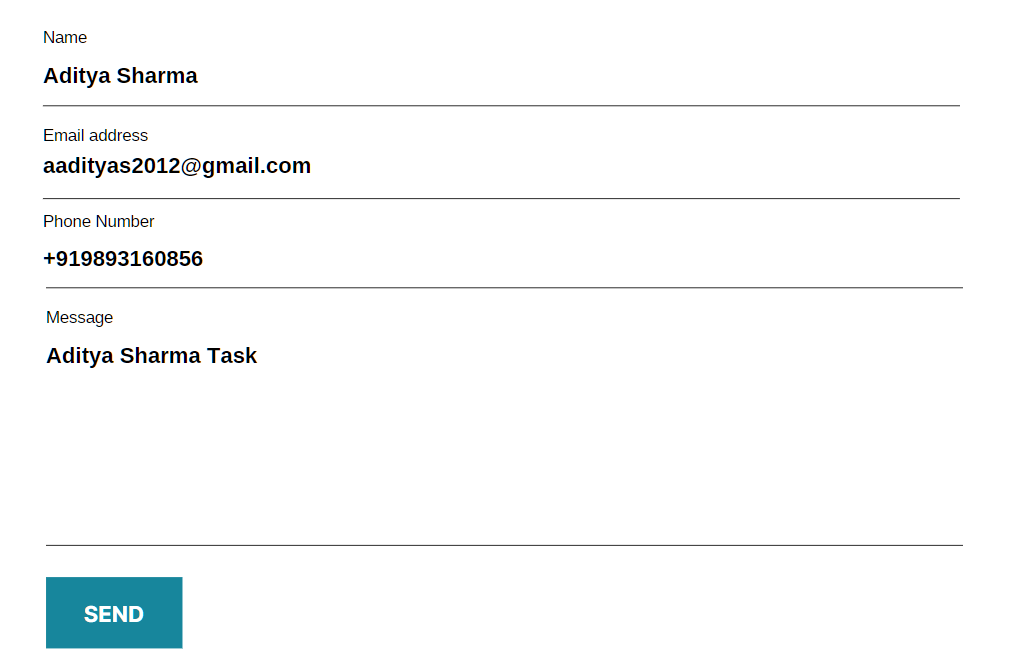 Name
Aditya Sharma
Email address
aadityas2012@gmail.com
Phone Number
+919893160856
Message
Aditya Sharma Task
SEND